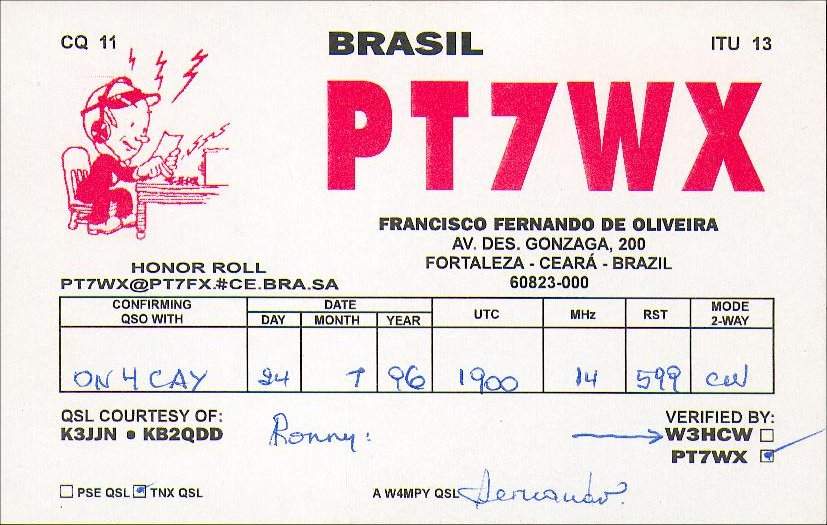 CQ 11
BRASIL
ITU 13
PT7WX
FRANCISCO FERNANDO DE OLIVEIRA
AV. DES. GONZAGA, 200
FORTALEZA - CEARÁ - BRAZIL
60823-000
HONOR ROLL
PT7WX@PT7FX.#CE.BRA.SA
CONFIRMING QSO WITH DATE DAY MONTH YEAR UTC MHz RST MODE 2-WAY
ON4CAY 24 7 96 1900 14 599 CW
QSL COURTESY OF:
K3JJN • KB2QDD
Ronny:
VERIFIED BY:
W3HCW
PT7WX
PSE QSL TNX QSL
A W4MPY QSL
Fernando